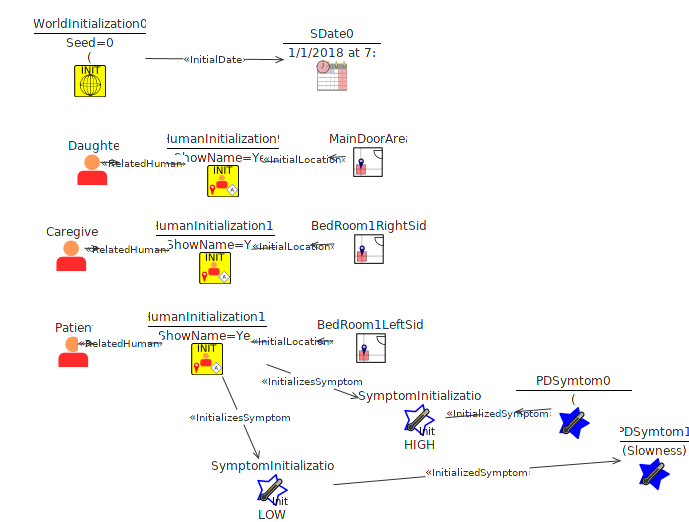 WorldInitialization0
Seed=0
(
INIT
«InitialDate»
SDate0
1/1/2018 at 7:
Daughte
«RelatedHuman»
HumanInitialization9
ShowName=Ye
INIT
A
«InitialLocation»
MainDoorArea
Caregive
«RelatedHuman»
HumanInitialization1
ShowName=Y
INIT
A
«InitialLocation»
BedRoom1RightSid
Patien
«RelatedHuman»
HumanInitialization1
ShowName=Ye
INIT
A
«InitialLocation»
BedRoom1LeftSid
«InitializesSymptom
SymptomInitializatio
Init
HIGH
«InitializedSymptom»
PDSymtom0
(
«InitializesSymptom
SymptomInitializatio
Init
LOW
«InitializedSymptom»
PDSymtom1
(Slowness)